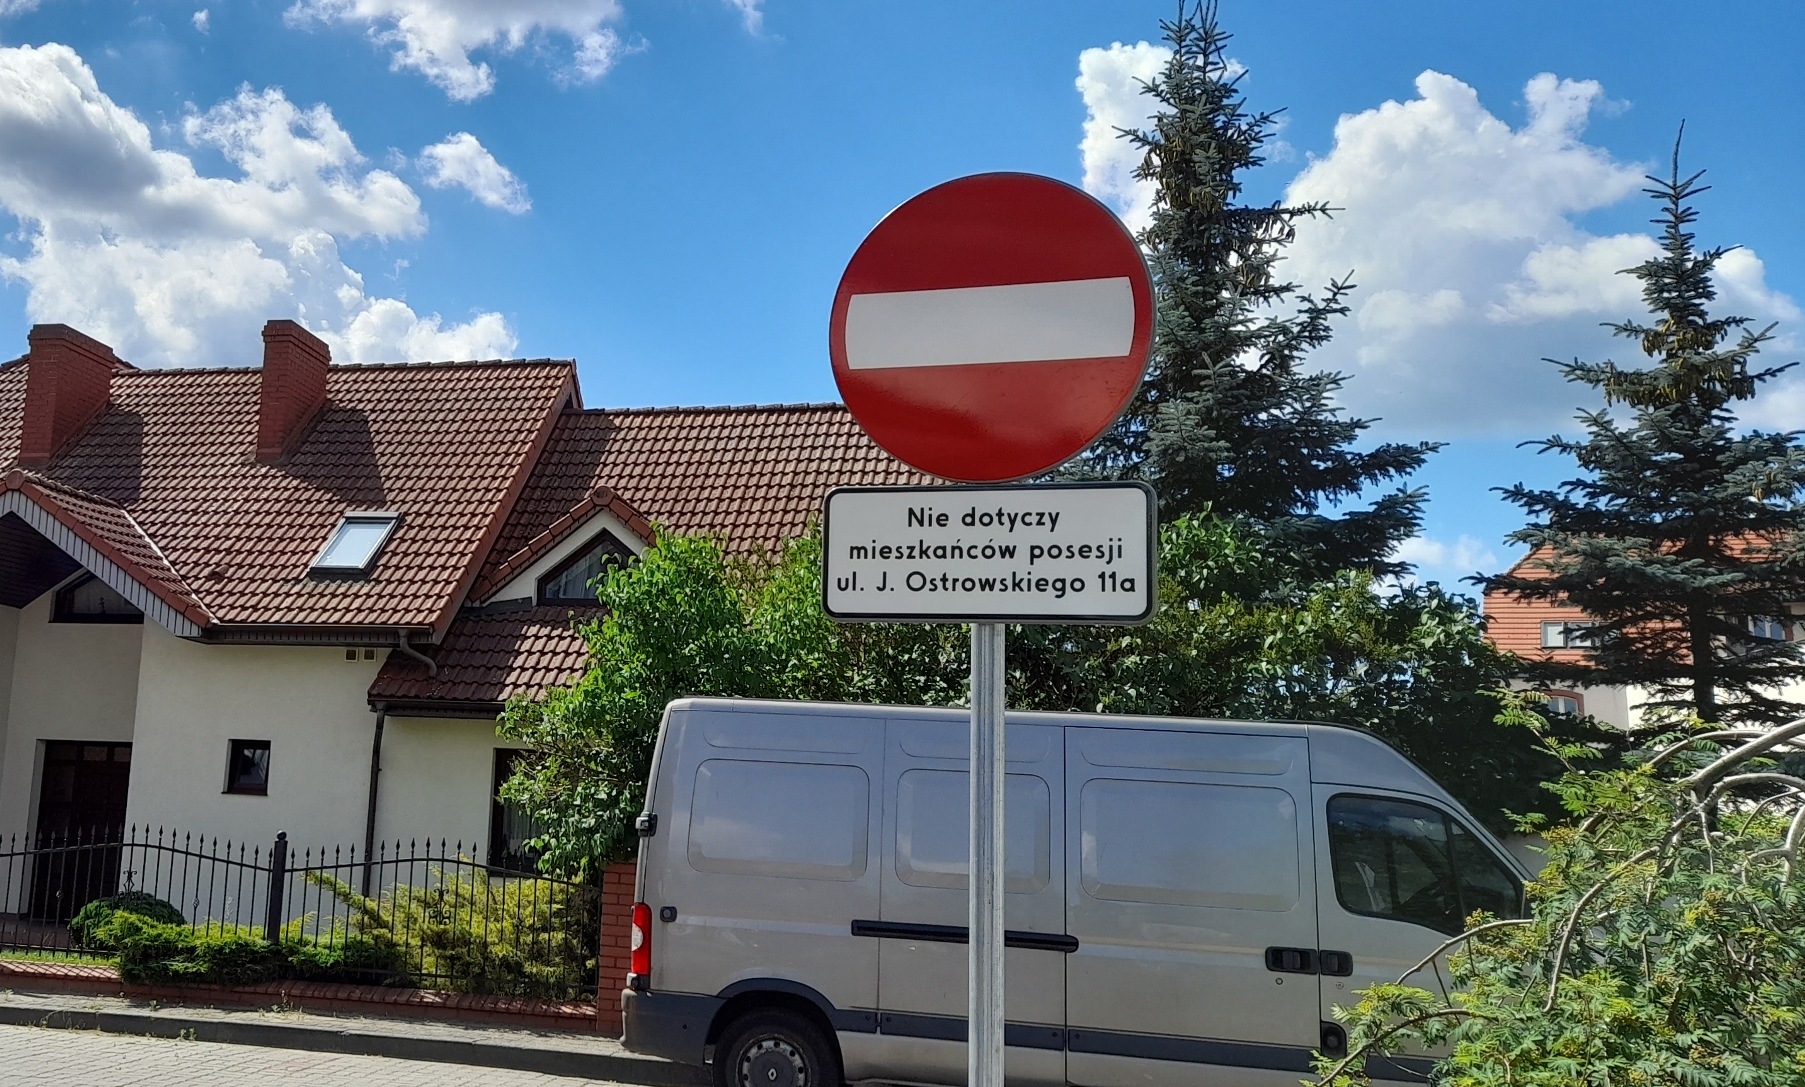 Nie dotyczy
mieszkańców posesji
ul. J. Ostrowskiego 11a